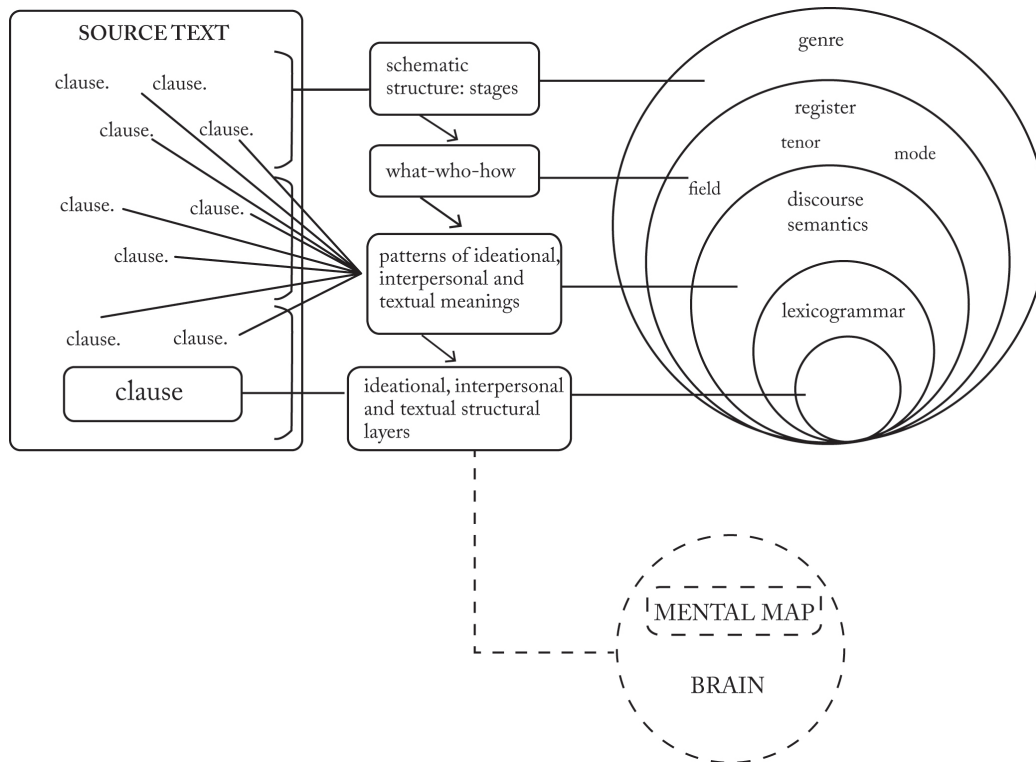 SOURCE TEXT
clause.
clause.
clause.
clause.
clause.
clause.
clause.
clause.
clause.
clause
schematic
structure: stages
what-who-how
patterns of ideational,
interpersonal and
textual meanings
ideational, interpersonal
and textual structural
layers
genre
register
tenor
mode
field
discourse
semantics
lexicogrammar
MENTAL MAP
BRAIN